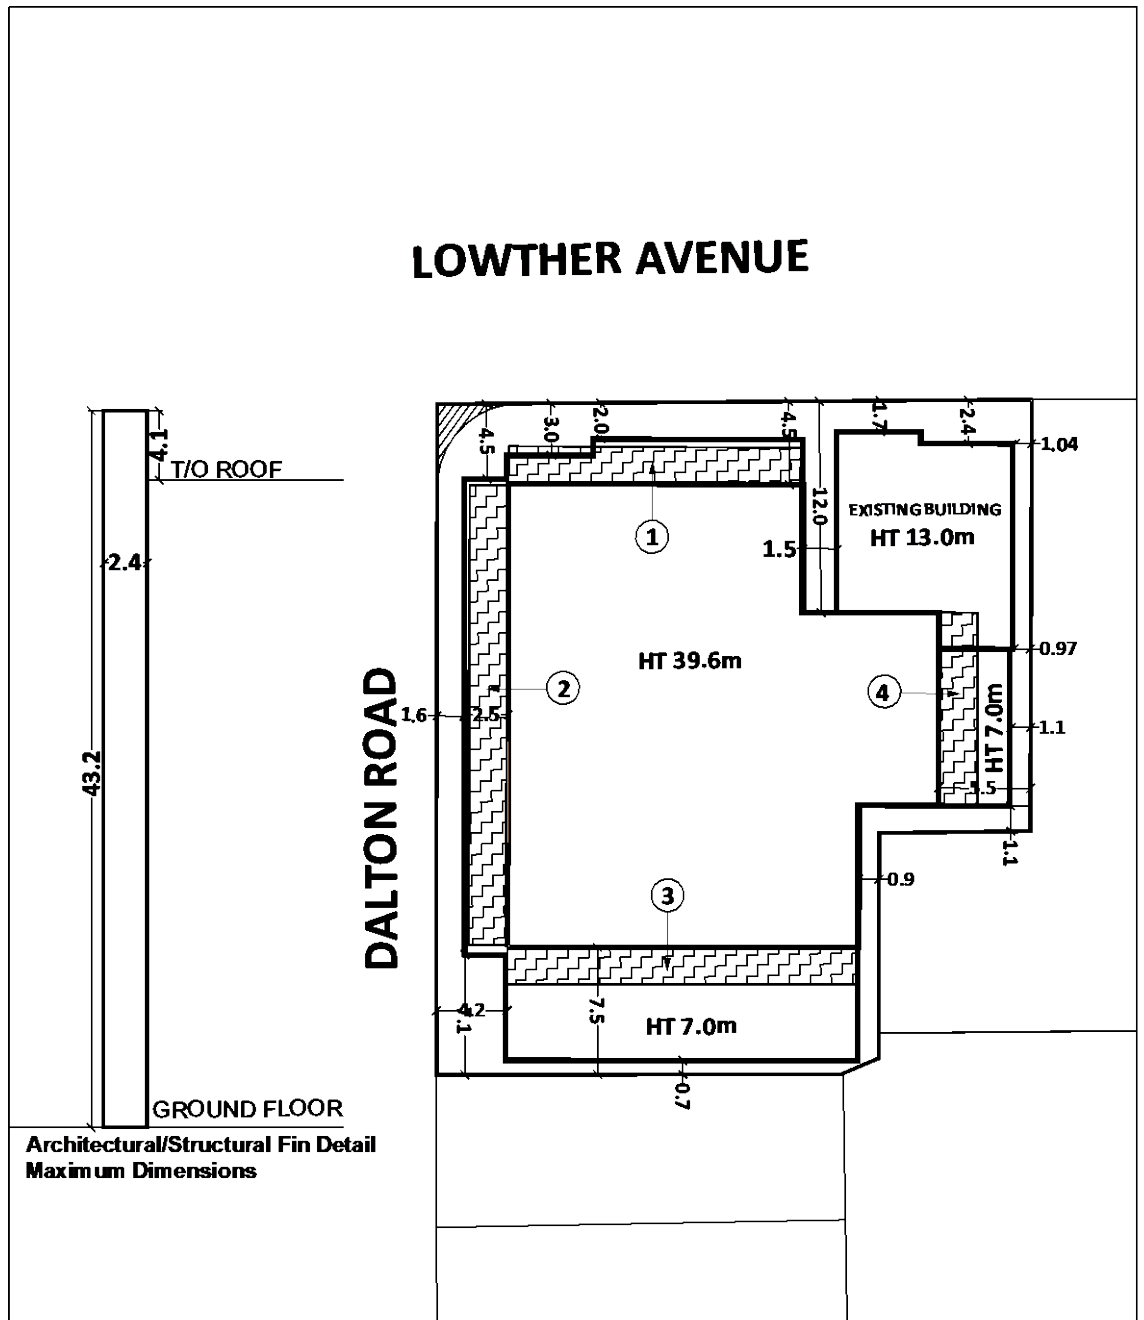 LOWTHER AVENUE
4.1
T/O ROOF
2.4
43.2
GROUND FLOOR
Architectural/Structural Fin Detail
Maximum Dimensions
DALTON ROAD
4.5
3.0
2.0
4.5
12.0
1.7
2.4
1.04
EXISTING BUILDING
HT 13.0m
1
1.5
HT 39.6m
0.97
2
4
1.6
2.5
HT 7.0m
1.1
5.5
1.1
3
0.9
4.2
7.5
HT 7.0m
0.7